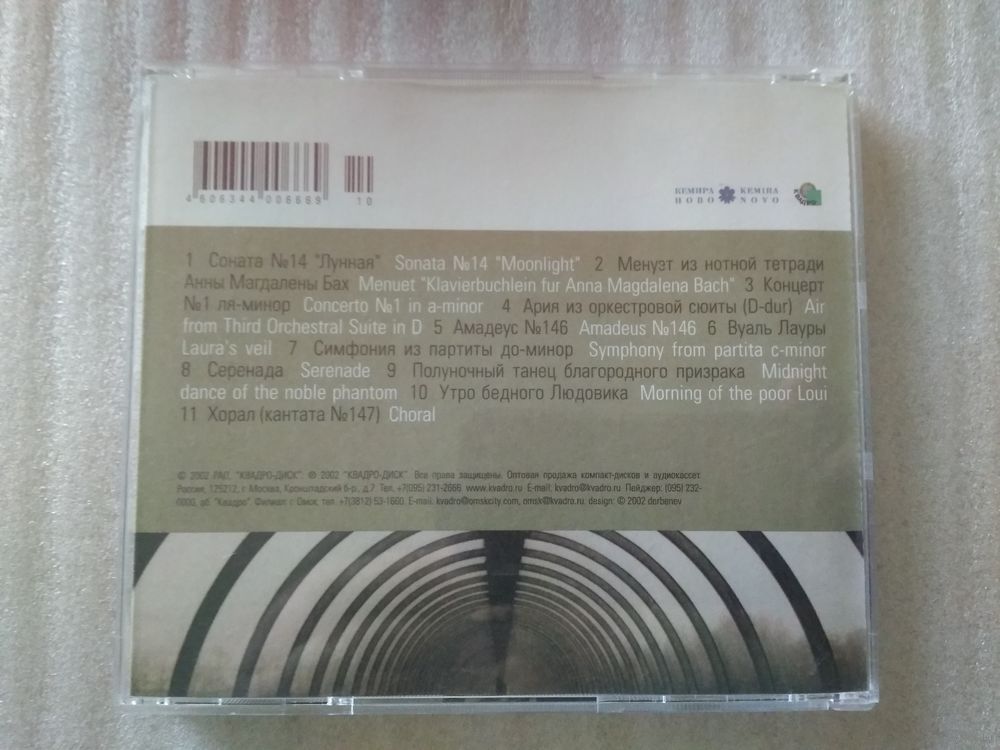 4 606344 006669
10
КЕМИРА KEMIRA
НОВО NOVO
1 Соната №14 "Лунная" Sonata №14 "Moonlight" 2 Менуэт из нотной тетради
Анны Магдалены Бах Menuet "Klavierbuchlein fur Anna Magdalena Bach" 3 Концерт
№1 ля-минор Concerto №1 in a-minor 4 Ария из оркестровой сюиты (D-dur) Air
from Third Orchestral Suite in D 5 Амадеус №146 Amadeus №146 6 Вуаль Лауры
Laura's veil 7 Симфония из партиты до-минор Symphony from partita c-minor
8 Серенада Serenade 9 Полуночный танец благородного призрака Midnight
dance of the noble phantom 10 Утро бедного Людовика Morning of the poor Loui
11 Хорал (кантата №147) Choral
© 2002 РАО, "КВАДРО-ДИСК". ℗ 2002 "КВАДРО-ДИСК". Все права защищены. Оптовая продажа компакт-дисков и аудиокассет.
Россия, 125212, г. Москва, Кронштадский б-р, д.7. Тел. +7(095) 231-2666 www.kvadro.ru E-mail: kvadro@kvadro.ru Пейджер: (095) 232-
0000, аб. "Квадро". Филиал: г. Омск, тел. +7(3812) 53-1660. E-mail: kvadro@omskcity.com, omsk@kvadro.ru. design: © 2002 derbenev